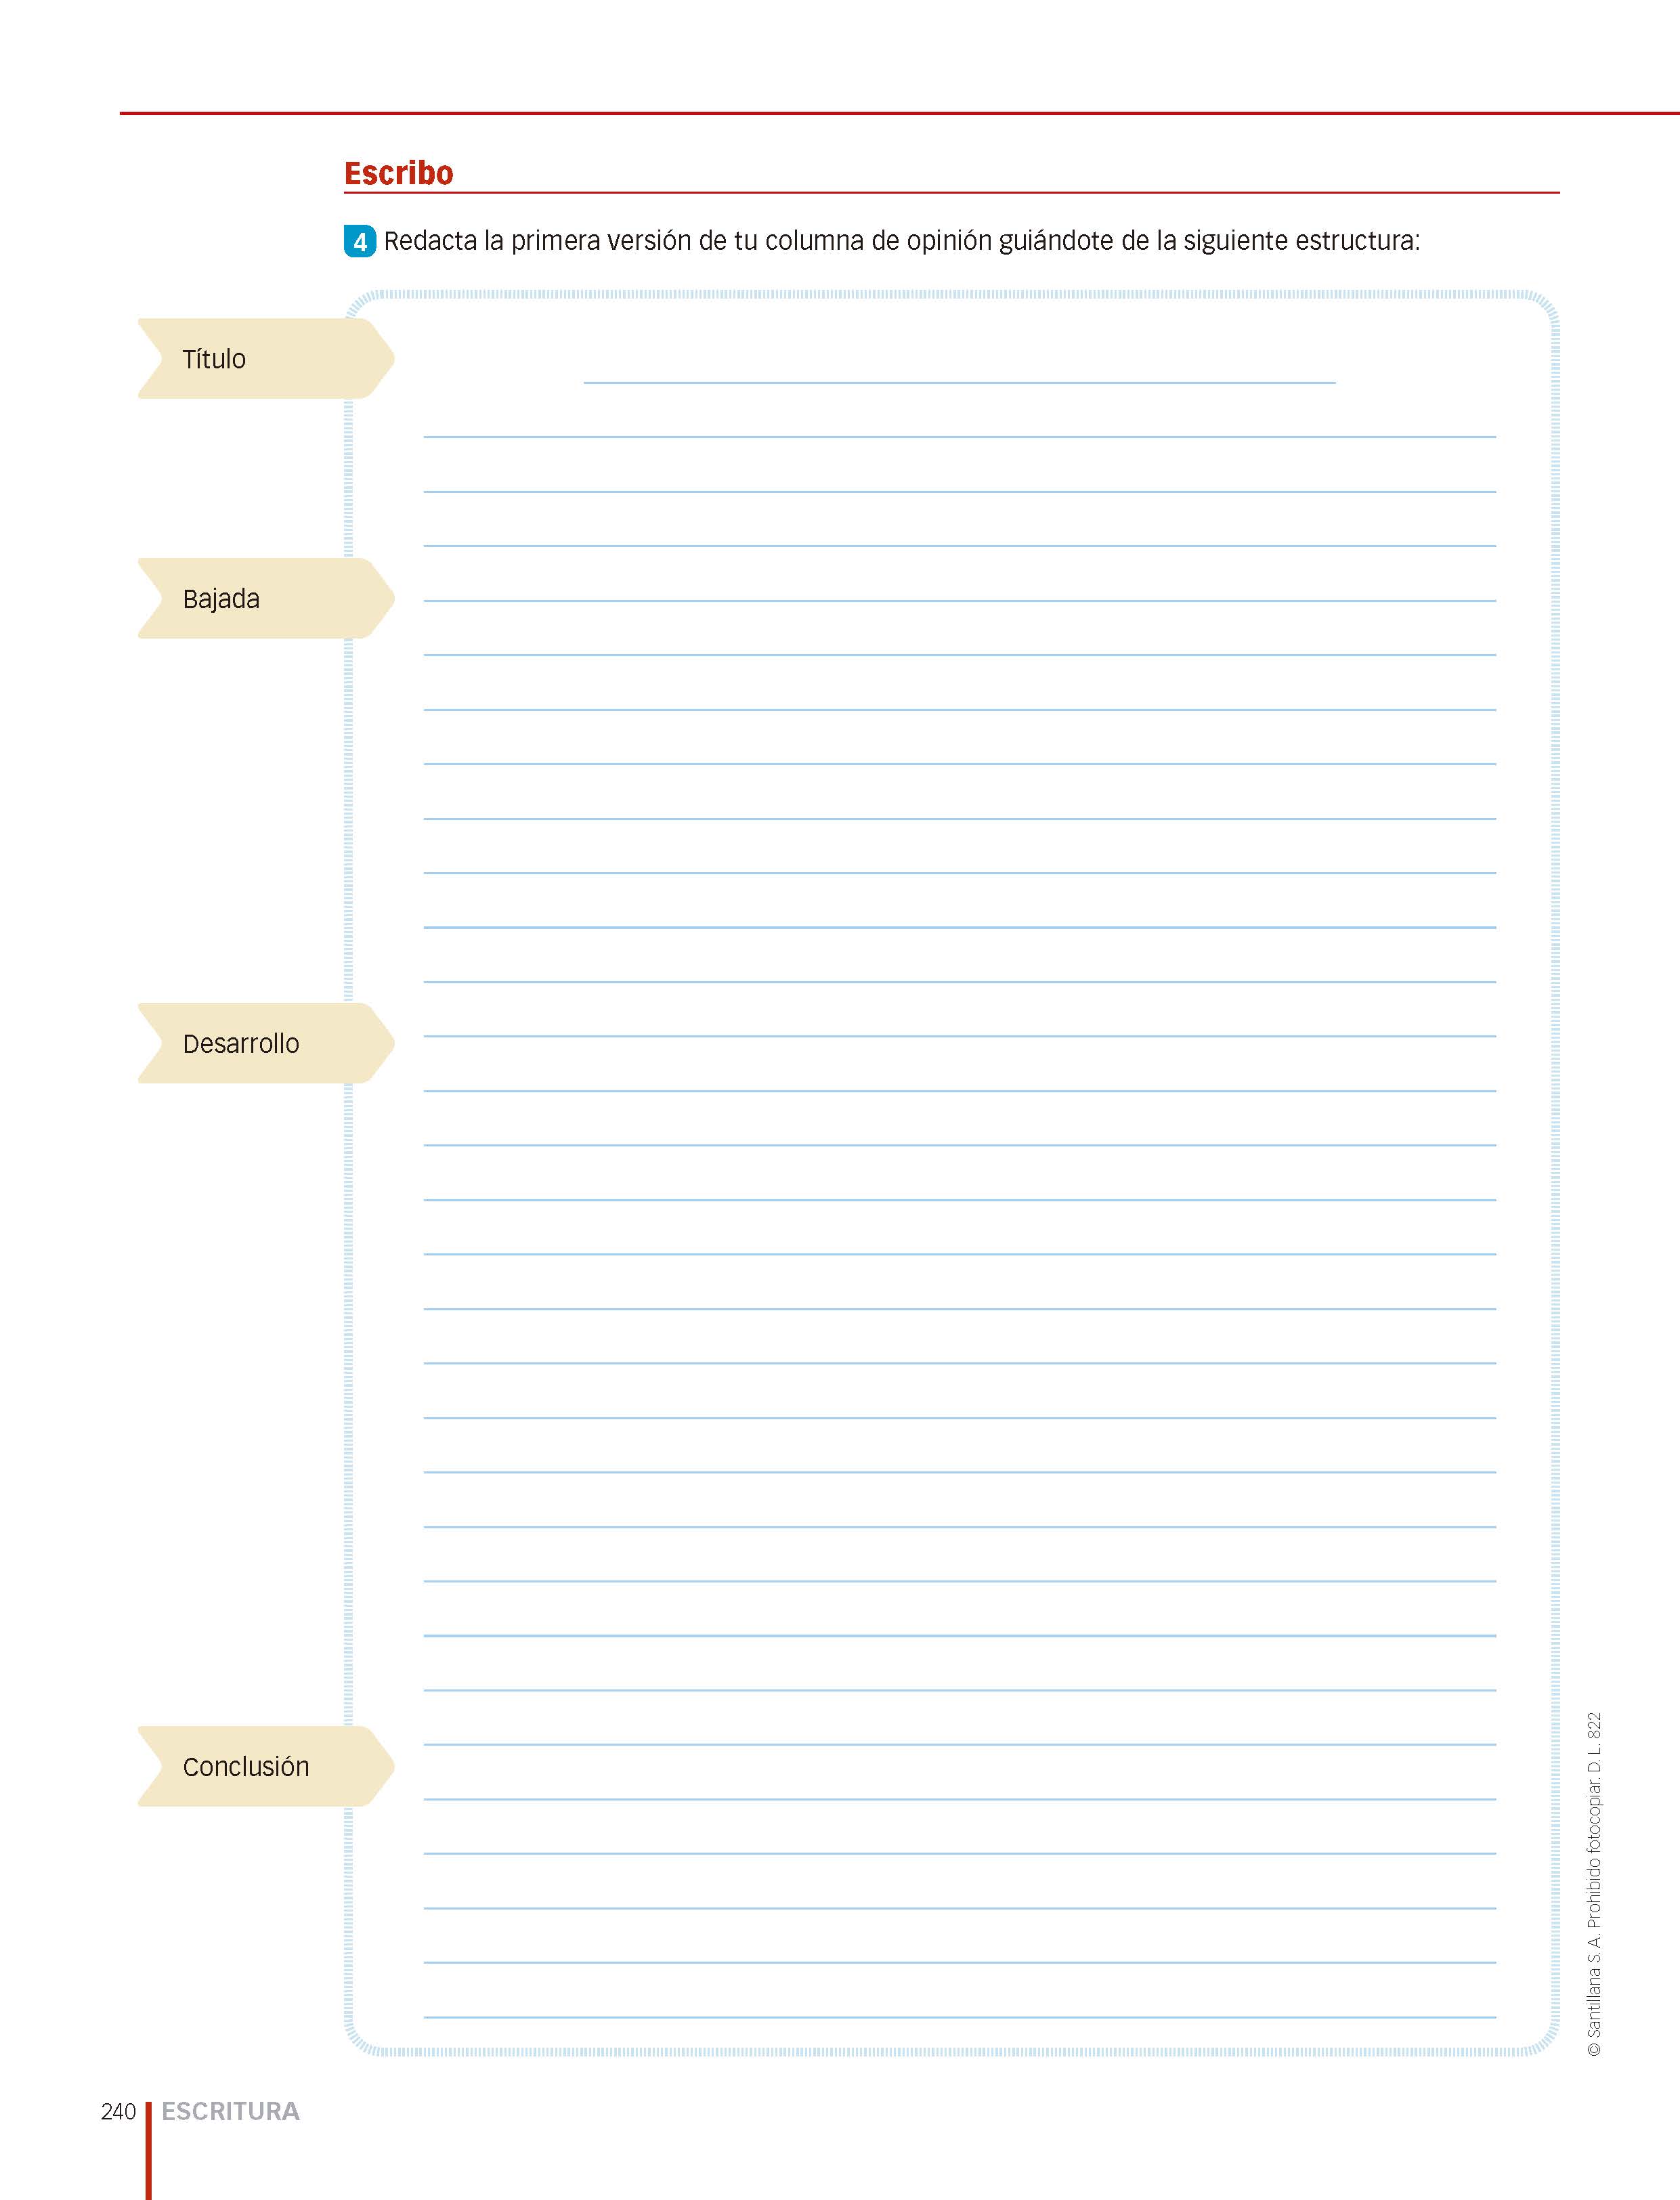 Escribo
4 Redacta la primera versión de tu columna de opinión guiándote de la siguiente estructura:
Título
Bajada
Desarrollo
Conclusión
© Santillana S. A. Prohibido fotocopiar. D. L. 822
240 ESCRITURA